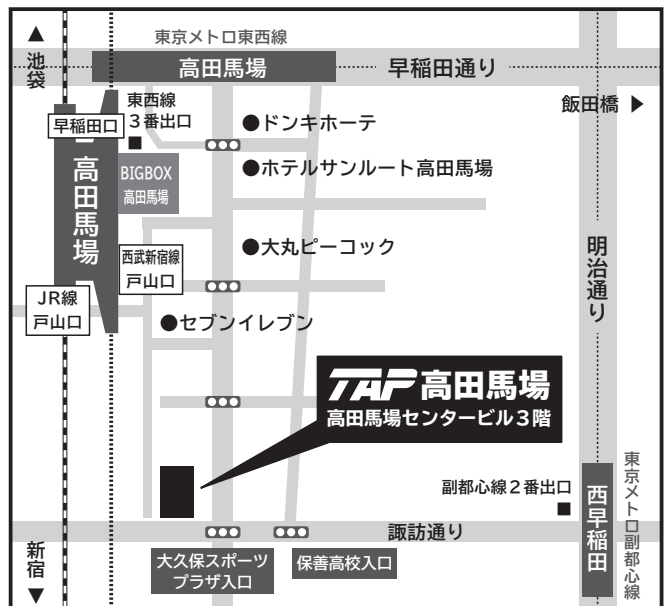 ▲
池袋
東京メトロ東西線
高田馬場
早稲田通り
飯田橋 ▶
東西線
3番出口
■
早稲田口
高田馬場
BIGBOX
高田馬場
●ドンキホーテ
●ホテルサンルート高田馬場
●大丸ピーコック
西武新宿線
戸山口
JR線
戸山口
●セブンイレブン
明治通り
TAP 高田馬場
高田馬場センタービル3階
副都心線2番出口
■
西早稲田
東京メトロ副都心線
諏訪通り
大久保スポーツ
プラザ入口
保善高校入口
新宿
▼